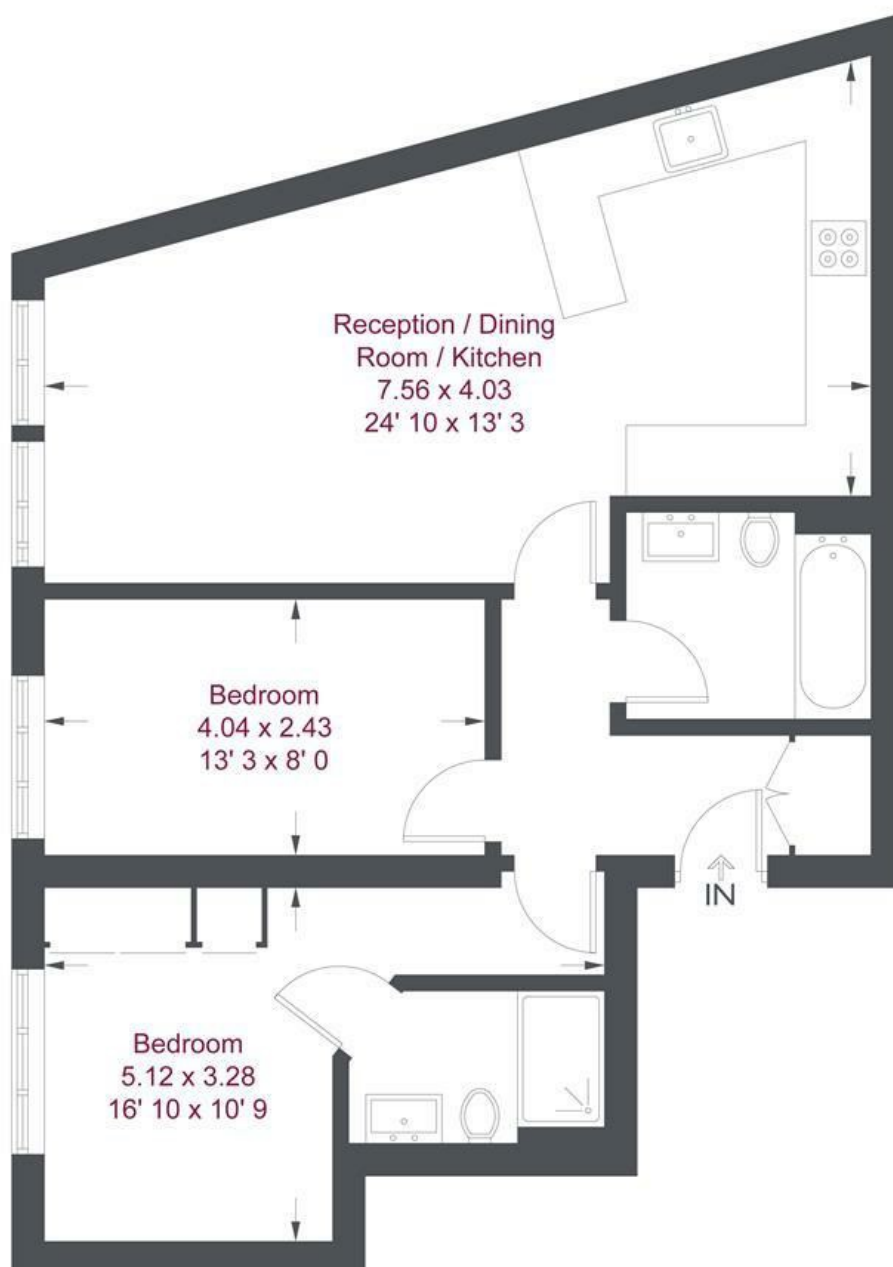 Reception / Dining
Room / Kitchen
7.56 x 4.03
24' 10 x 13' 3
Bedroom
4.04 x 2.43
13' 3 x 8' 0
IN
Bedroom
5.12 x 3.28
16' 10 x 10' 9